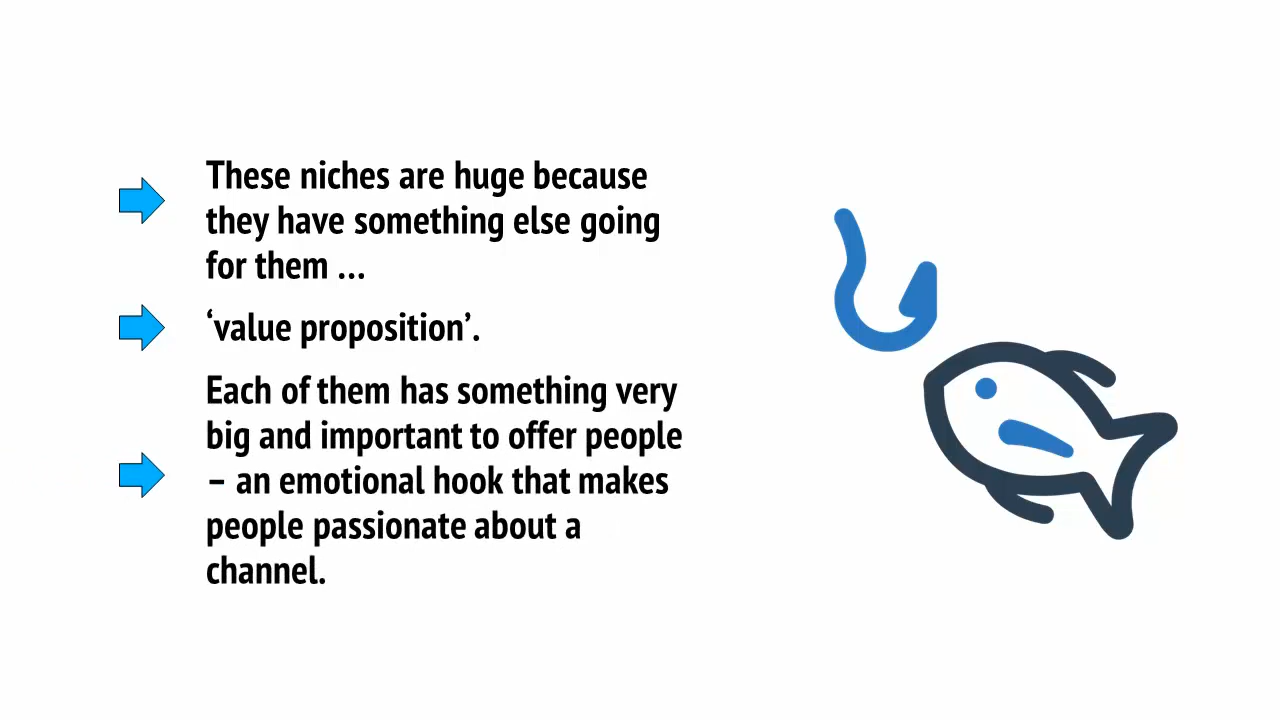 These niches are huge because
they have something else going
for them ...
‘value proposition’.
Each of them has something very
big and important to offer people
– an emotional hook that makes
people passionate about a
channel.